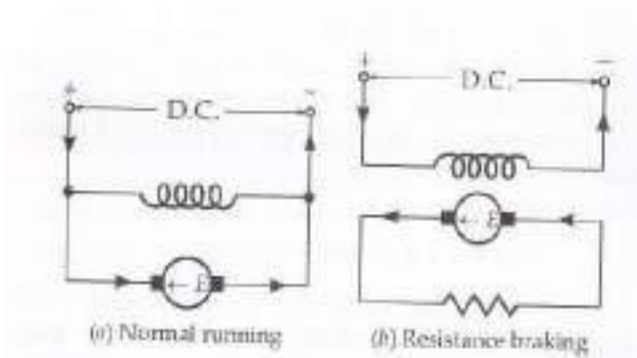 + D.C. -
← E
(a) Normal running
+ D.C. -
← E
(b) Resistance braking